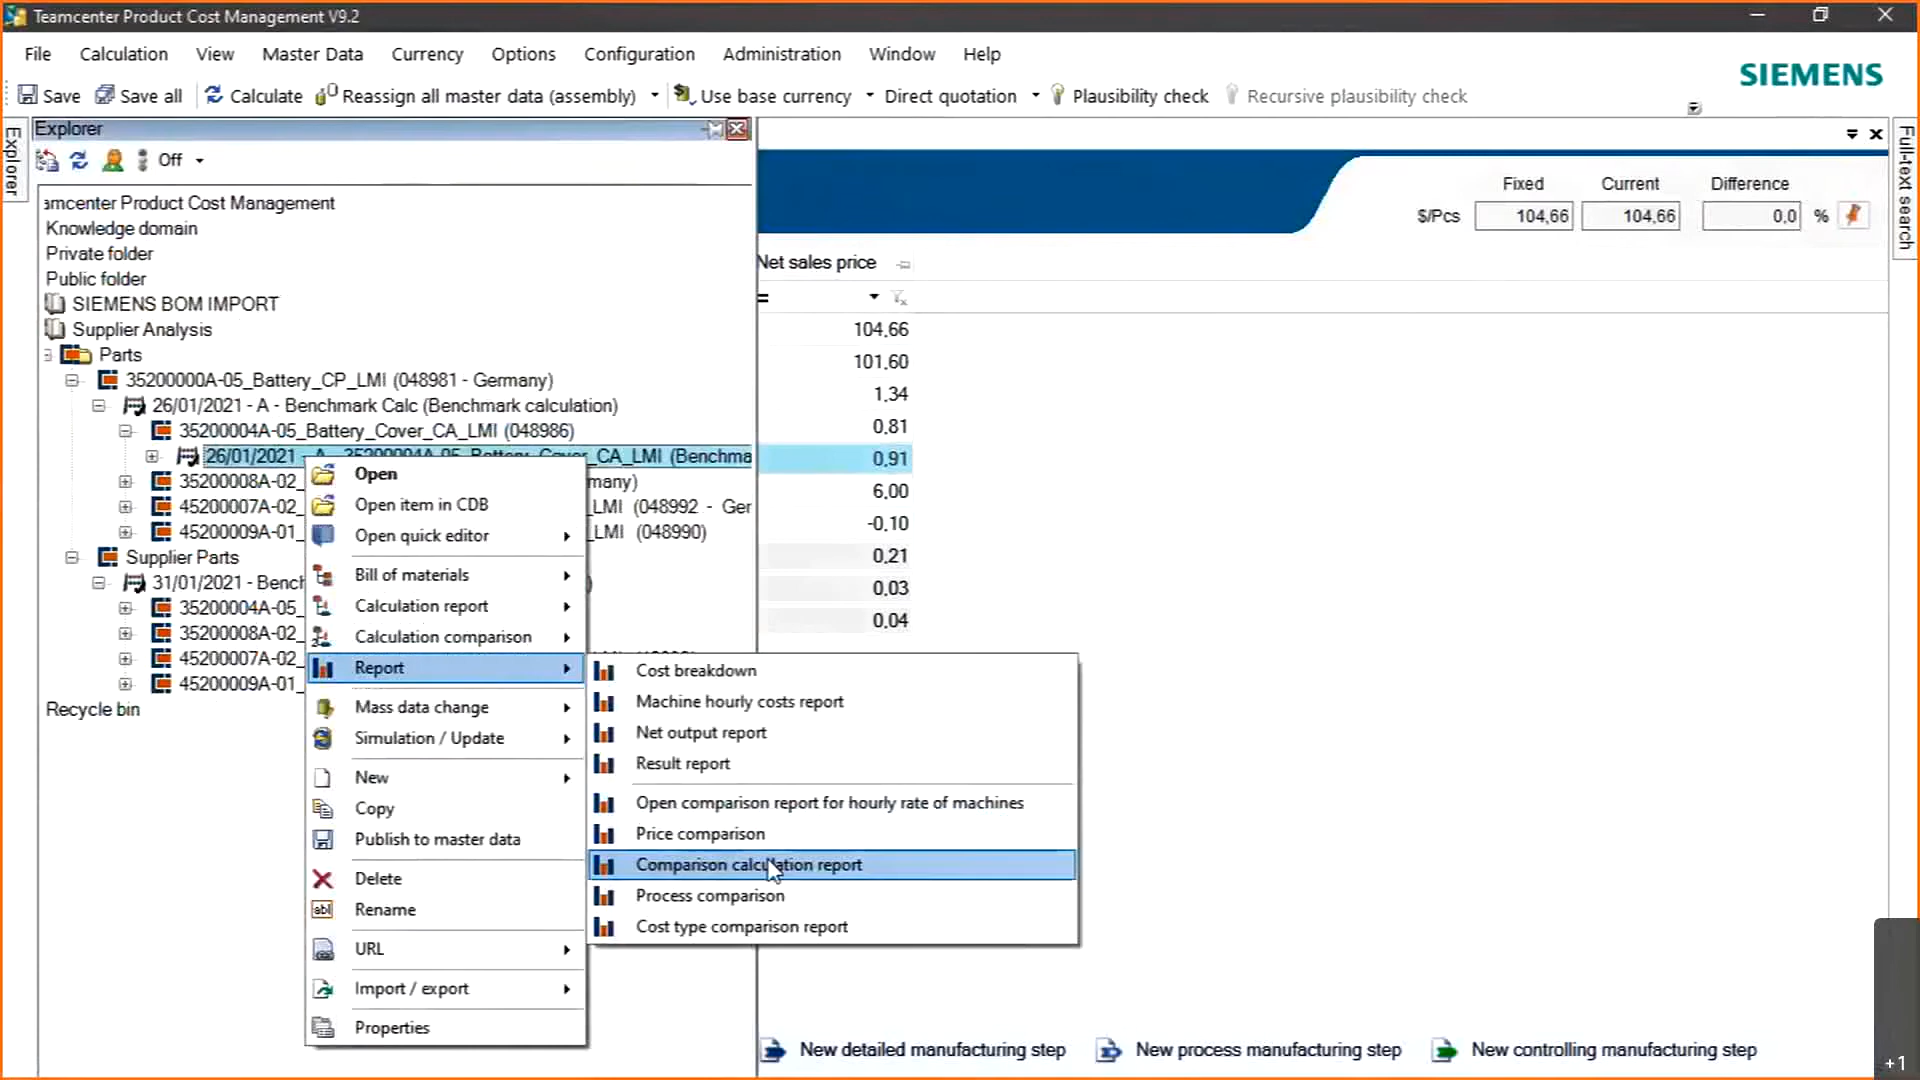 Teamcenter Product Cost Management V9.2
File Calculation View Master Data Currency Options Configuration Administration Window Help
SIEMENS
Save Save all Calculate Reassign all master data (assembly) Use base currency Direct quotation Plausibility check Recursive plausibility check
Explorer
Explorer
Off
Full-text search
Fixed Current Difference
$/Pcs 104,66 104,66 0,0 %
amcenter Product Cost Management
Knowledge domain
Private folder
Public folder
SIEMENS BOM IMPORT
Supplier Analysis
Parts
35200000A-05_Battery_CP_LMI (048981 - Germany)
26/01/2021 - A - Benchmark Calc (Benchmark calculation)
35200004A-05_Battery_Cover_CA_LMI (048986)
26/01/2021 - A - 35200004A-05_Battery_Cover_CA_LMI (Benchma
35200008A-02_ many)
45200007A-02_ LMI (048992 - Ger
45200009A-01_ LMI (048990)
Supplier Parts
31/01/2021 - Bench )
35200004A-05_
35200008A-02_
45200007A-02_
45200009A-01_
Recycle bin
Net sales price
=
104,66
101,60
1,34
0,81
0,91
6,00
-0,10
0,21
0,03
0,04
Open
Open item in CDB
Open quick editor
Bill of materials
Calculation report
Calculation comparison
Report
Mass data change
Simulation / Update
New
Copy
Publish to master data
Delete
Rename
URL
Import / export
Properties
Cost breakdown
Machine hourly costs report
Net output report
Result report
Open comparison report for hourly rate of machines
Price comparison
Comparison calculation report
Process comparison
Cost type comparison report
New detailed manufacturing step New process manufacturing step New controlling manufacturing step
+1